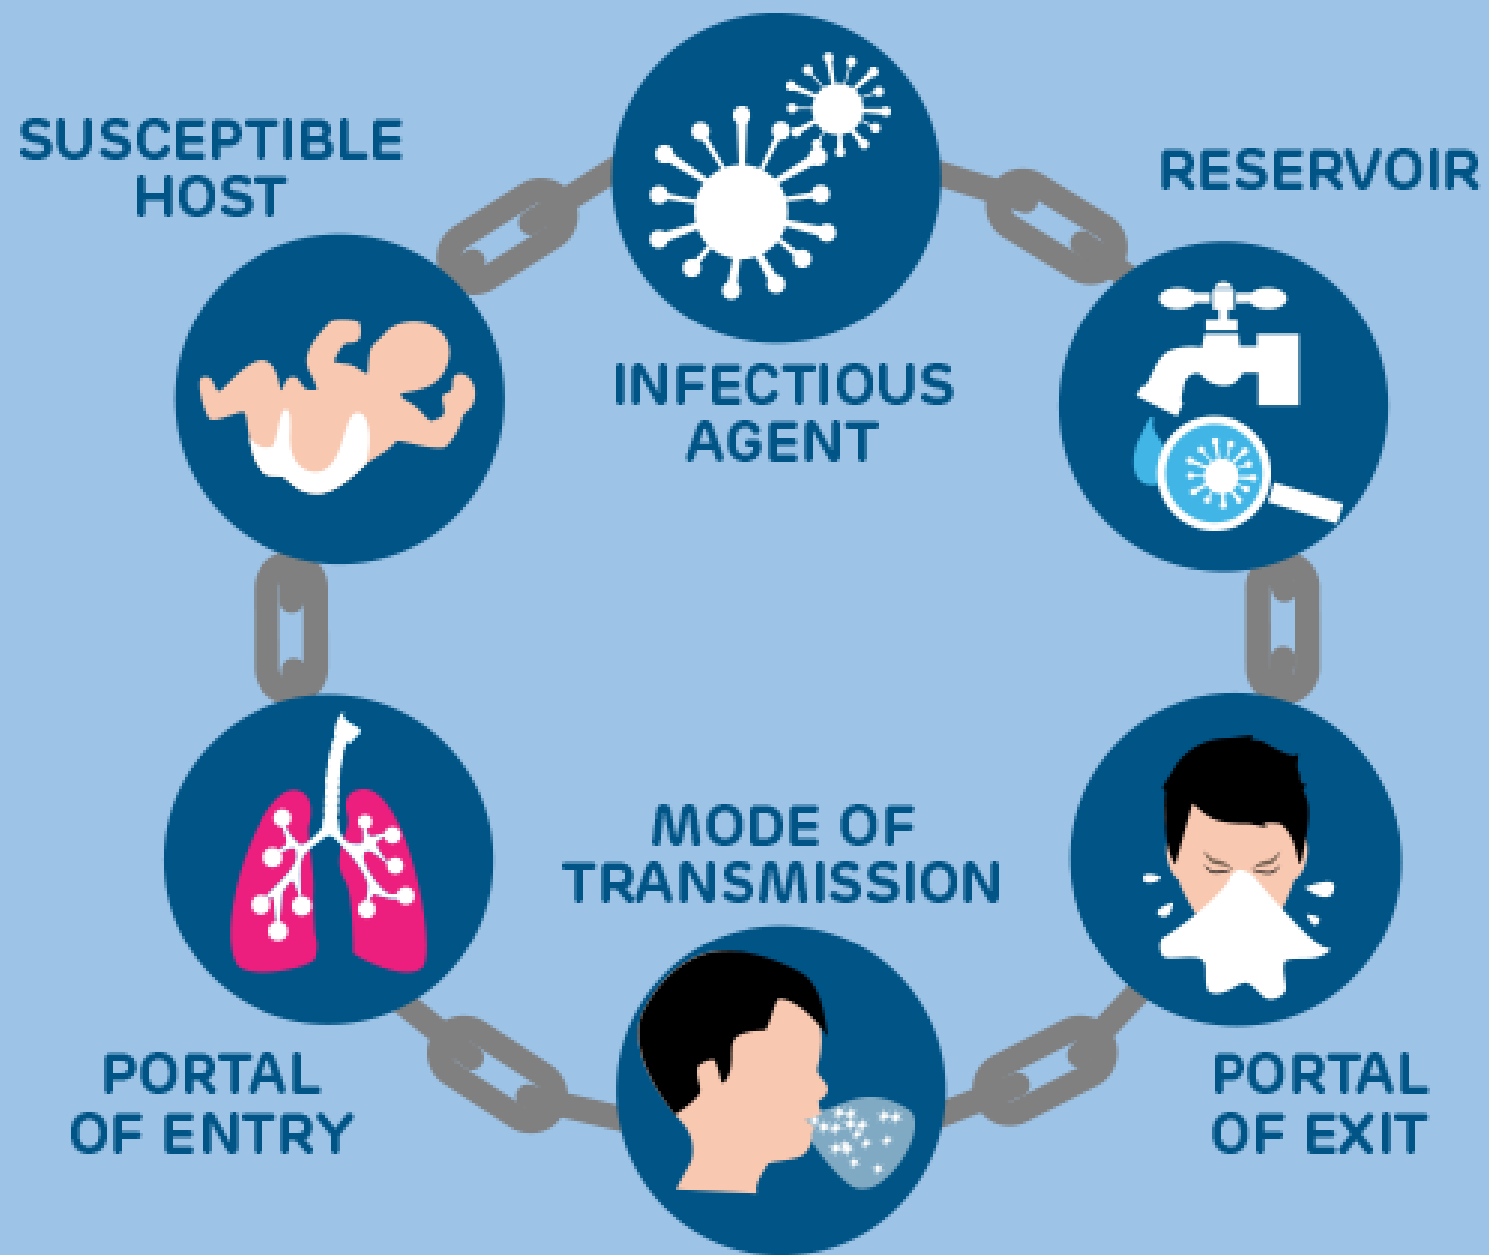 SUSCEPTIBLE
HOST
RESERVOIR
INFECTIOUS
AGENT
MODE OF
TRANSMISSION
PORTAL
OF ENTRY
PORTAL
OF EXIT